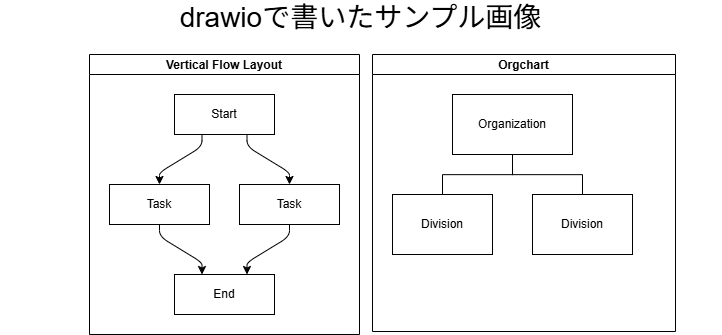 drawioで書いたサンプル画像
Vertical Flow Layout
Start
Task
Task
End
Orgchart
Organization
Division
Division